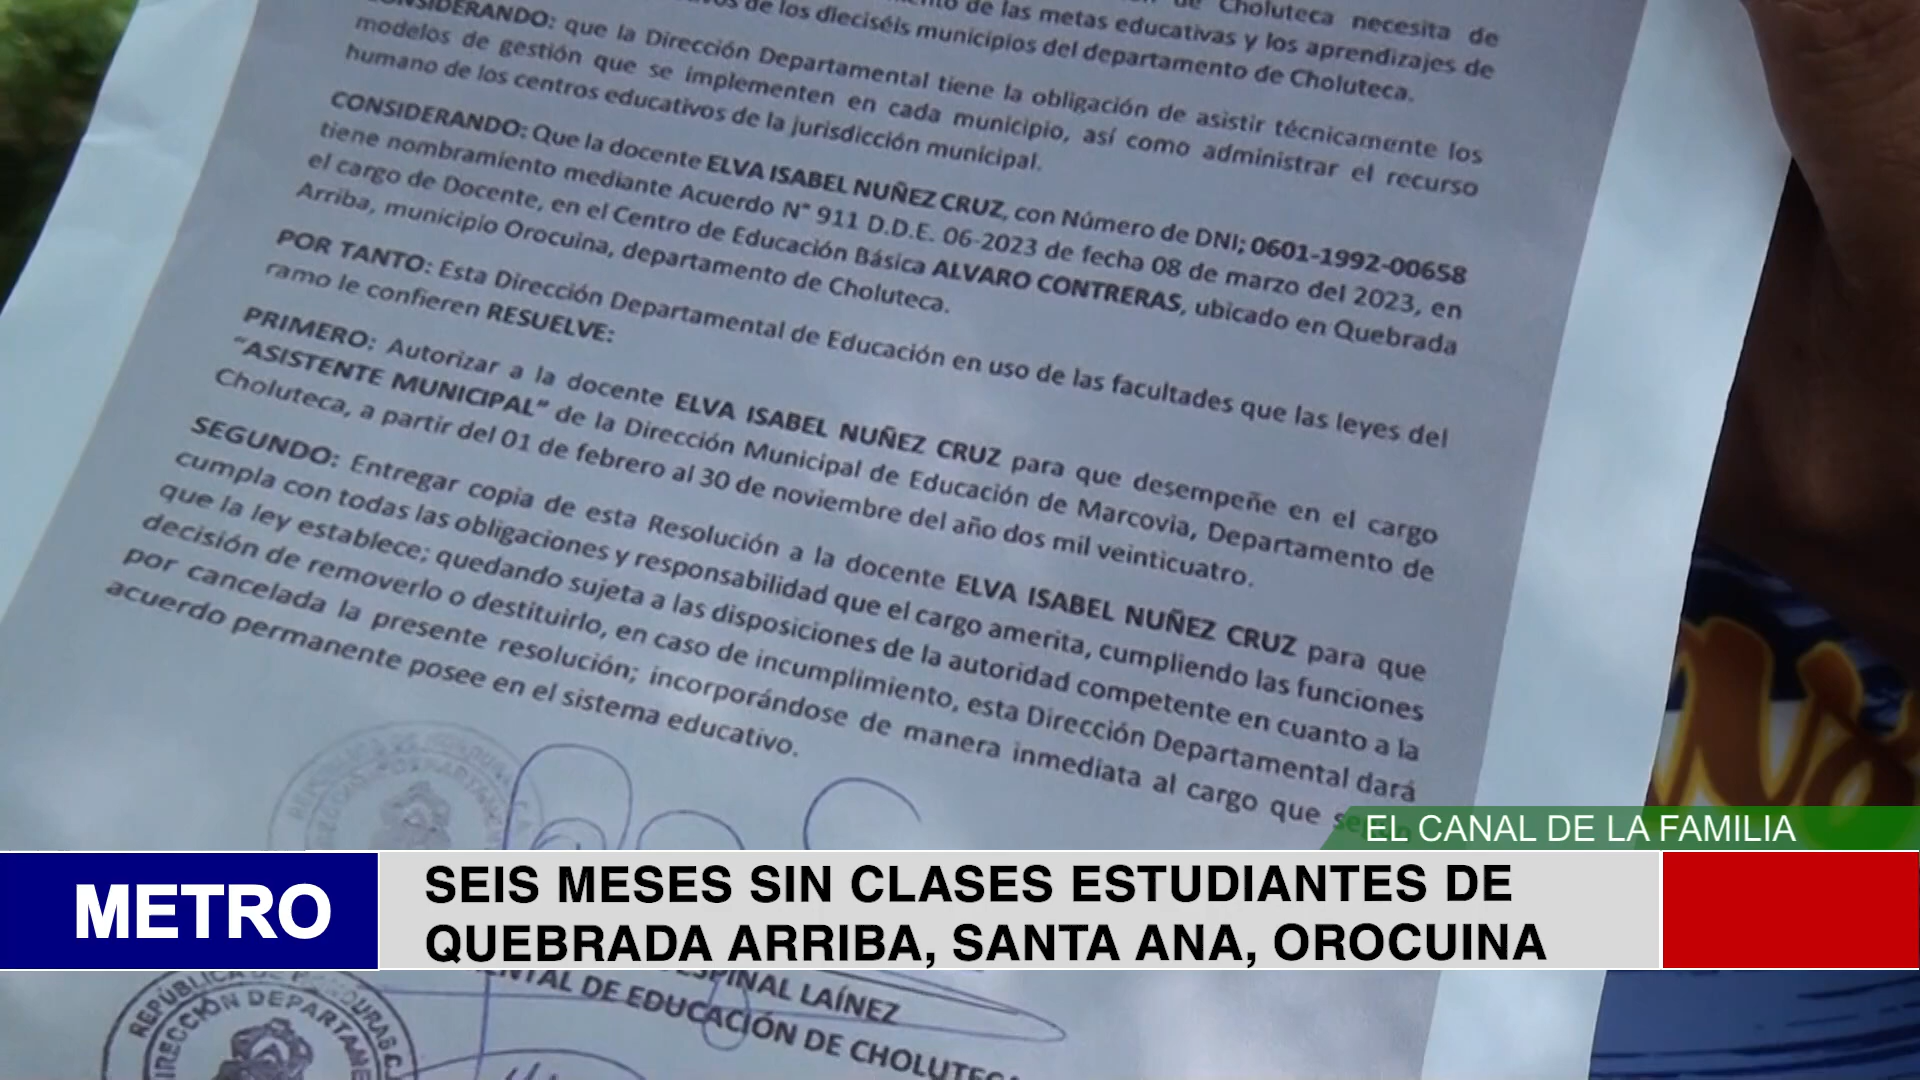 de Choluteca necesita de
de las metas educativas y los aprendizajes de
de los dieciséis municipios del departamento de Choluteca.
CONSIDERANDO: que la Dirección Departamental tiene la obligación de asistir técnicamente los
modelos de gestión que se implementen en cada municipio, así como administrar el recurso
humano de los centros educativos de la jurisdicción municipal.
CONSIDERANDO: Que la docente ELVA ISABEL NUÑEZ CRUZ, con Número de DNI; 0601-1992-00658
tiene nombramiento mediante Acuerdo N° 911 D.D.E. 06-2023 de fecha 08 de marzo del 2023, en
el cargo de Docente, en el Centro de Educación Básica ALVARO CONTRERAS, ubicado en Quebrada
Arriba, municipio Orocuina, departamento de Choluteca.
POR TANTO: Esta Dirección Departamental de Educación en uso de las facultades que las leyes del
ramo le confieren RESUELVE:
PRIMERO: Autorizar a la docente ELVA ISABEL NUÑEZ CRUZ para que desempeñe en el cargo
"ASISTENTE MUNICIPAL" de la Dirección Municipal de Educación de Marcovia, Departamento de
Choluteca, a partir del 01 de febrero al 30 de noviembre del año dos mil veinticuatro.
SEGUNDO: Entregar copia de esta Resolución a la docente ELVA ISABEL NUÑEZ CRUZ para que
cumpla con todas las obligaciones y responsabilidad que el cargo amerita, cumpliendo las funciones
que la ley establece; quedando sujeta a las disposiciones de la autoridad competente en cuanto a la
decisión de removerlo o destituirlo, en caso de incumplimiento, esta Dirección Departamental dará
por cancelada la presente resolución; incorporándose de manera inmediata al cargo que
acuerdo permanente posee en el sistema educativo.
EL CANAL DE LA FAMILIA
METRO
SEIS MESES SIN CLASES ESTUDIANTES DE
QUEBRADA ARRIBA, SANTA ANA, OROCUINA
ESPINAL LAÍNEZ
DE EDUCACIÓN DE CHOLUTECA
REPÚBLICA DE HONDURAS
DIRECCIÓN DEPARTAMENTAL